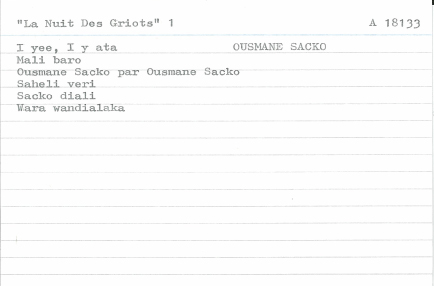 "La Nuit Des Griots" 1 A 18133
I yee, I y ata OUSMANE SACKO
Mali baro
Ousmane Sacko par Ousmane Sacko
Saheli veri
Sacko diali
Wara wandialaka